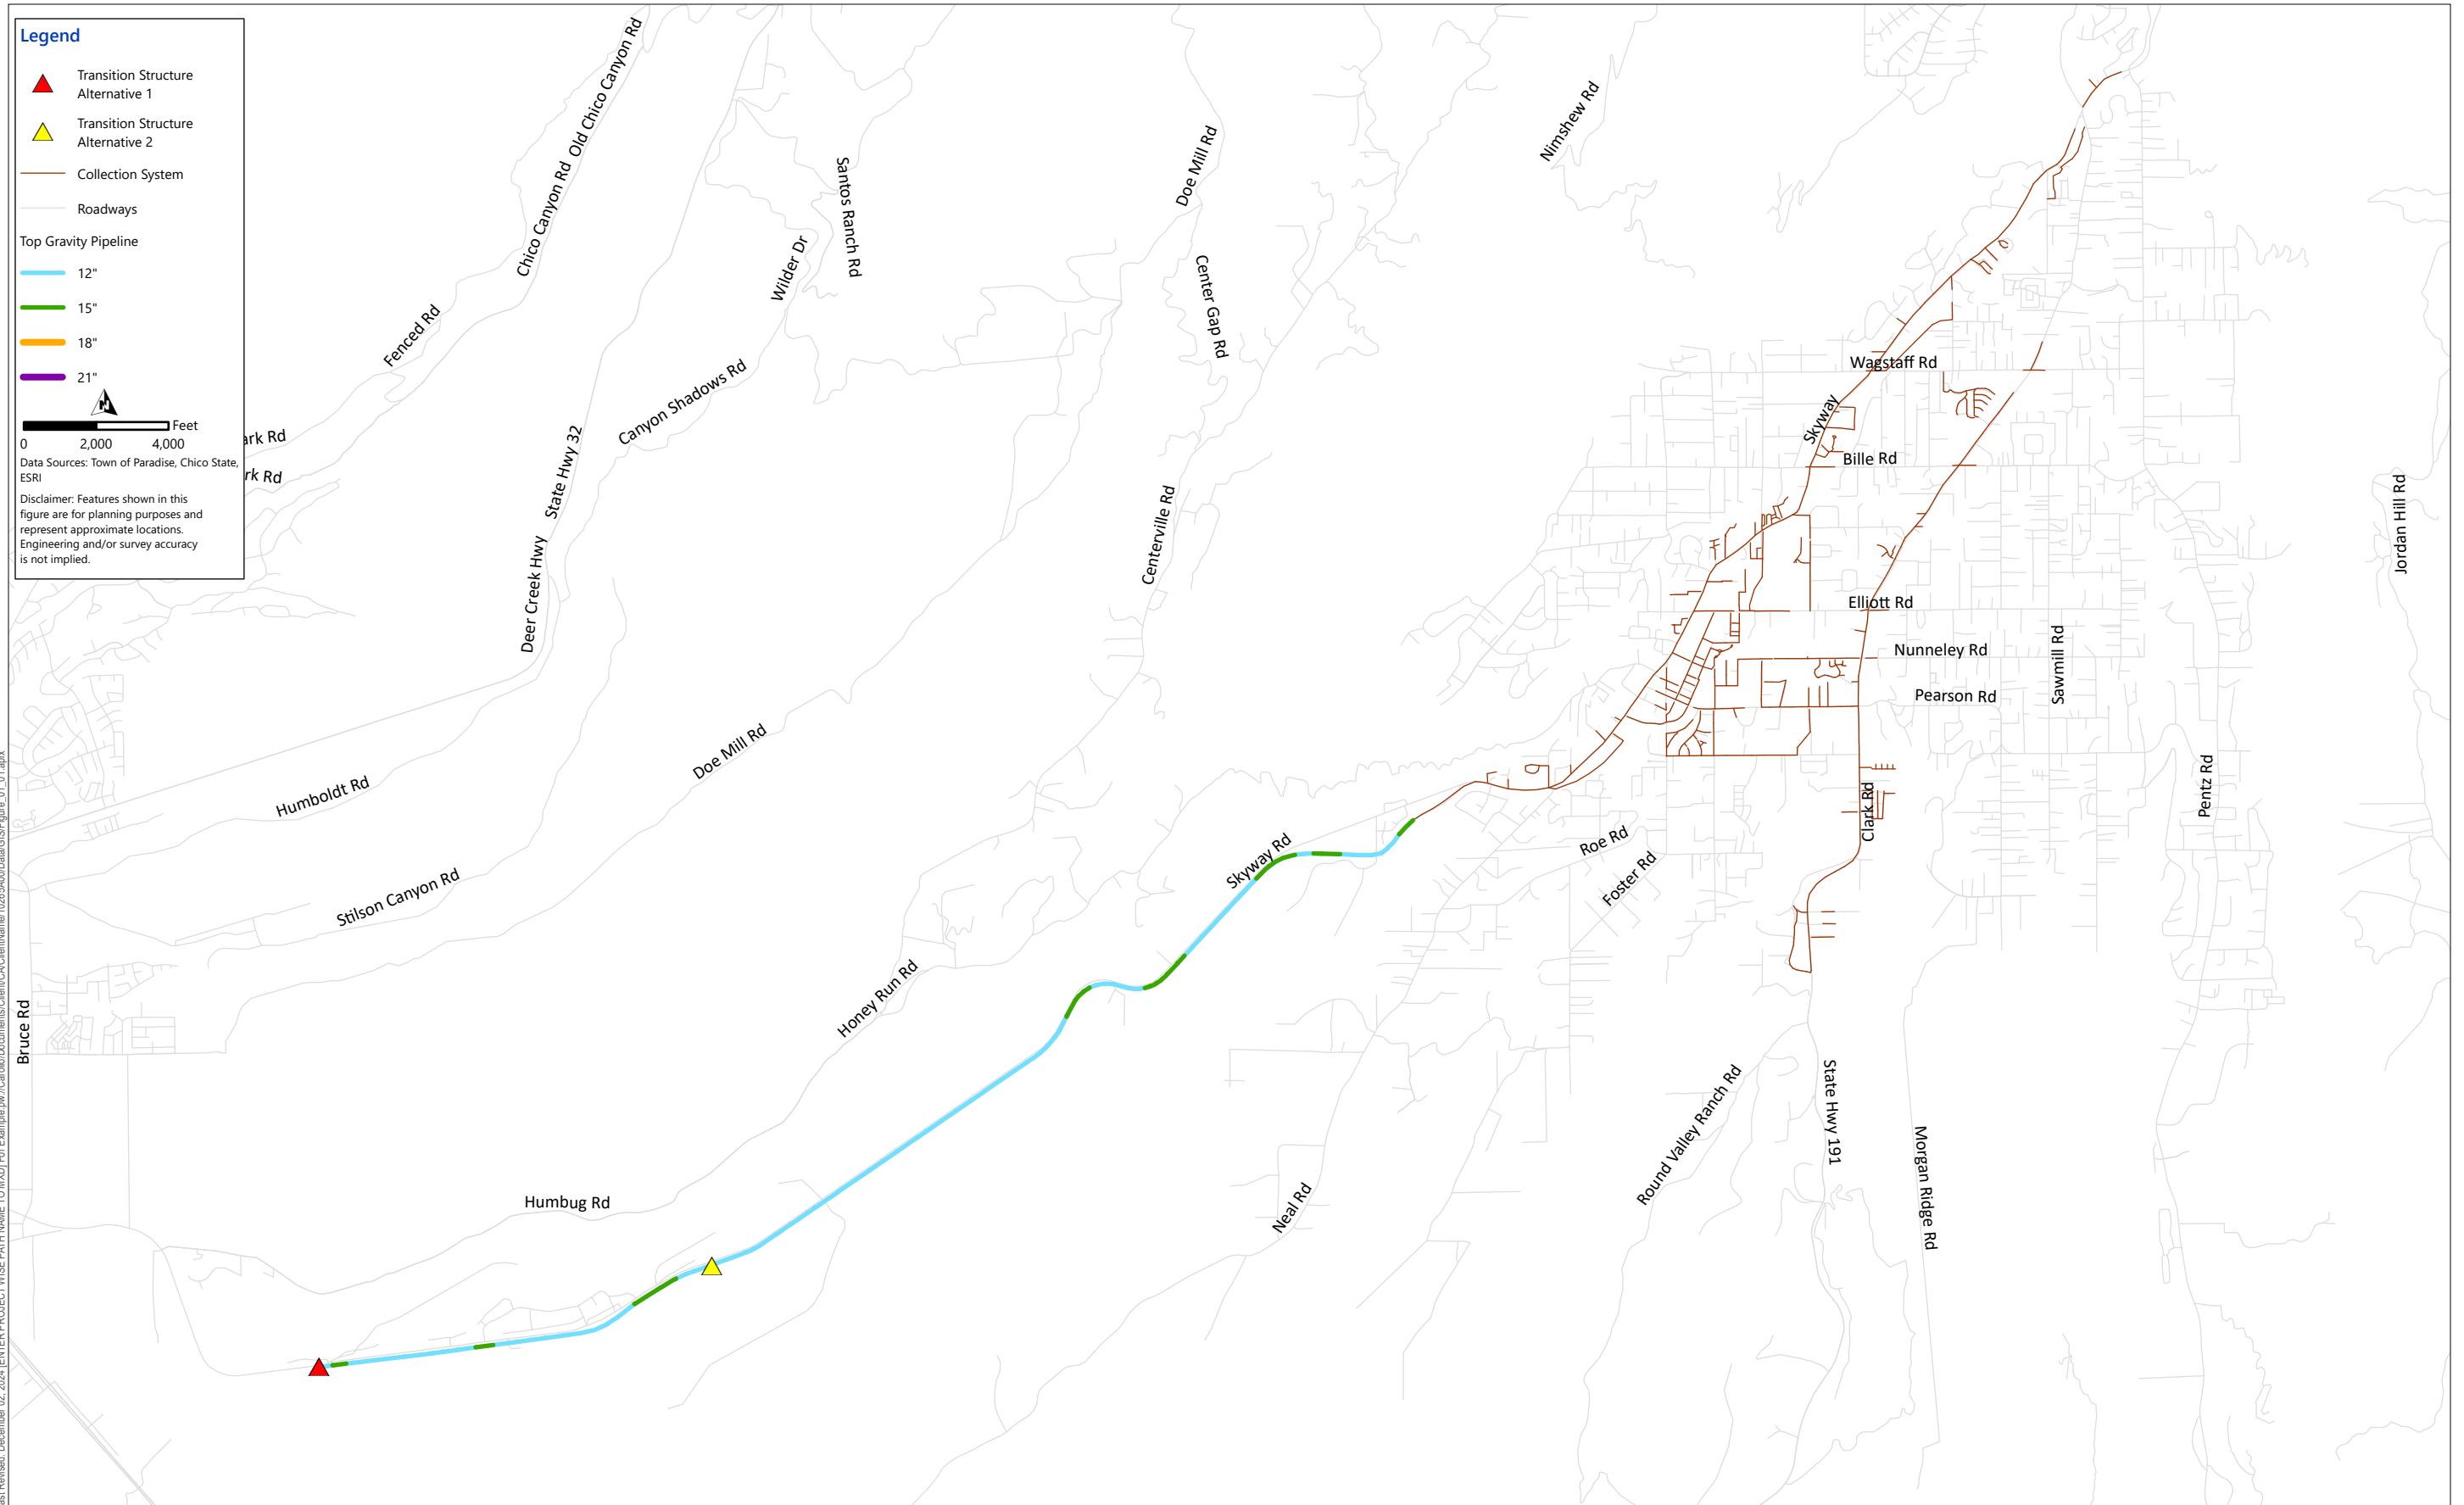 Legend
Transition Structure
Alternative 1
Transition Structure
Alternative 2
Collection System
Roadways
Top Gravity Pipeline
12"
15"
18"
21"
N
Feet
0 2,000 4,000
Data Sources: Town of Paradise, Chico State,
ESRI
Disclaimer: Features shown in this
figure are for planning purposes and
represent approximate locations.
Engineering and/or survey accuracy
is not implied.
ark Rd
rk Rd
Fenced Rd
Chico Canyon Rd
Old Chico Canyon Rd
Santos Ranch Rd
Wilder Dr
Canyon Shadows Rd
State Hwy 32
Deer Creek Hwy
Doe Mill Rd
Center Gap Rd
Nimshew Rd
Centerville Rd
Wagstaff Rd
Skyway
Bille Rd
Elliott Rd
Nunneley Rd
Pearson Rd
Sawmill Rd
Jordan Hill Rd
Pentz Rd
Clark Rd
Humboldt Rd
Doe Mill Rd
Stilson Canyon Rd
Skyway Rd
Roe Rd
Foster Rd
Honey Run Rd
Bruce Rd
Humbug Rd
Neal Rd
Round Valley Ranch Rd
State Hwy 191
Morgan Ridge Rd